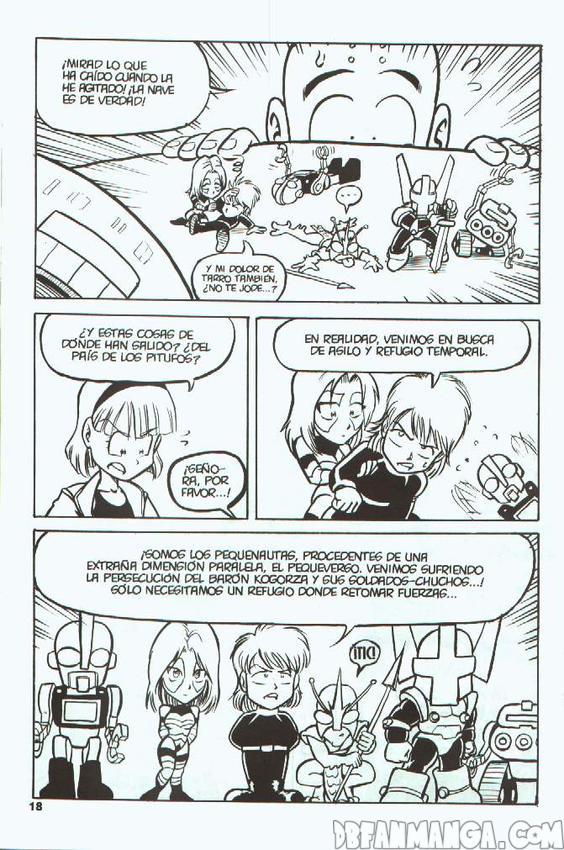 ¡MIRAD LO QUE
HA CAÍDO CUANDO LA
HE AGITADO! ¡LA NAVE
ES DE VERDAD!
...
Y MI DOLOR DE
TARRO TAMBIÉN,
¿NO TE JODE...?
¿Y ESTAS COSAS DE
DÓNDE HAN SALIDO? ¿DEL
PAÍS DE LOS PITUFOS?
¡SEÑO-
RA, POR
FAVOR...!
EN REALIDAD, VENIMOS EN BUSCA
DE ASILO Y REFUGIO TEMPORAL.
¡SOMOS LOS PEQUENAUTAS, PROCEDENTES DE UNA
EXTRAÑA DIMENSIÓN PARALELA, EL PEQUEVERSO. VENIMOS SUFRIENDO
LA PERSECUCIÓN DEL BARÓN KOGORZA Y SUS SOLDADOS-CHUCHOS...!
SÓLO NECESITAMOS UN REFUGIO DONDE RETOMAR FUERZAS...
¡TIC!
18
DBFANMANGA.COM